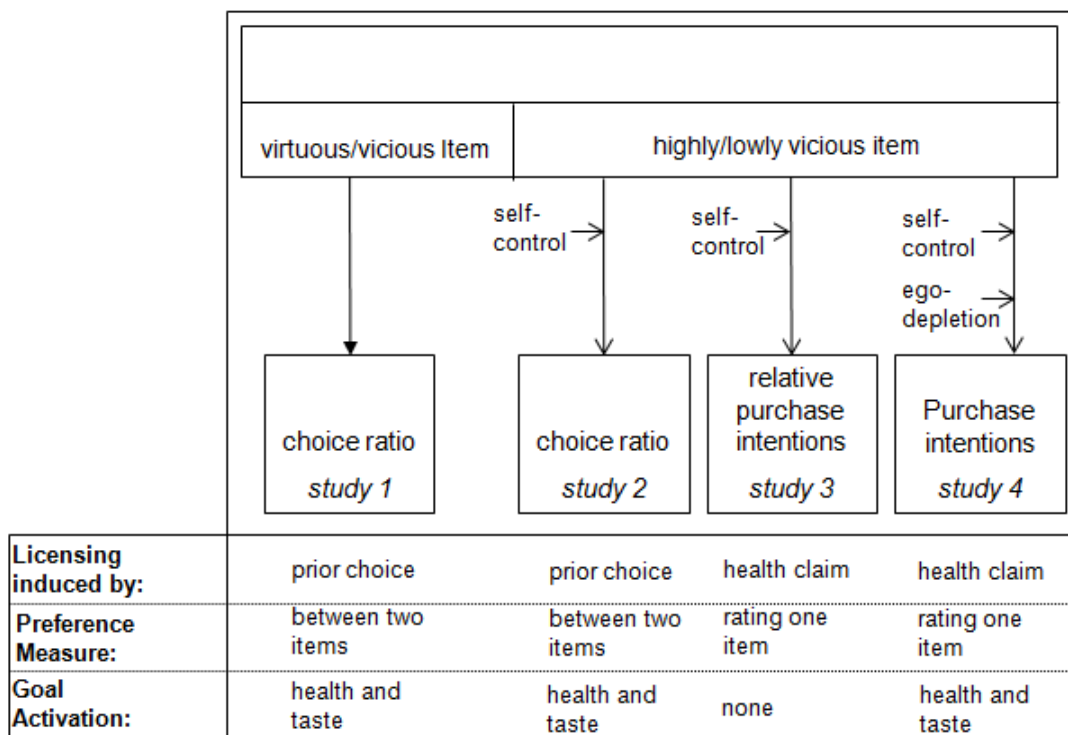 virtuous/vicious Item
highly/lowly vicious item
self-
control
self-
control
self-
control
ego-
depletion
choice ratio
study 1
choice ratio
study 2
relative
purchase
intentions
study 3
Purchase
intentions
study 4
Licensing
induced by:
prior choice
prior choice
health claim
health claim
Preference
Measure:
between two
items
between two
items
rating one
item
rating one
item
Goal
Activation:
health and
taste
health and
taste
none
health and
taste